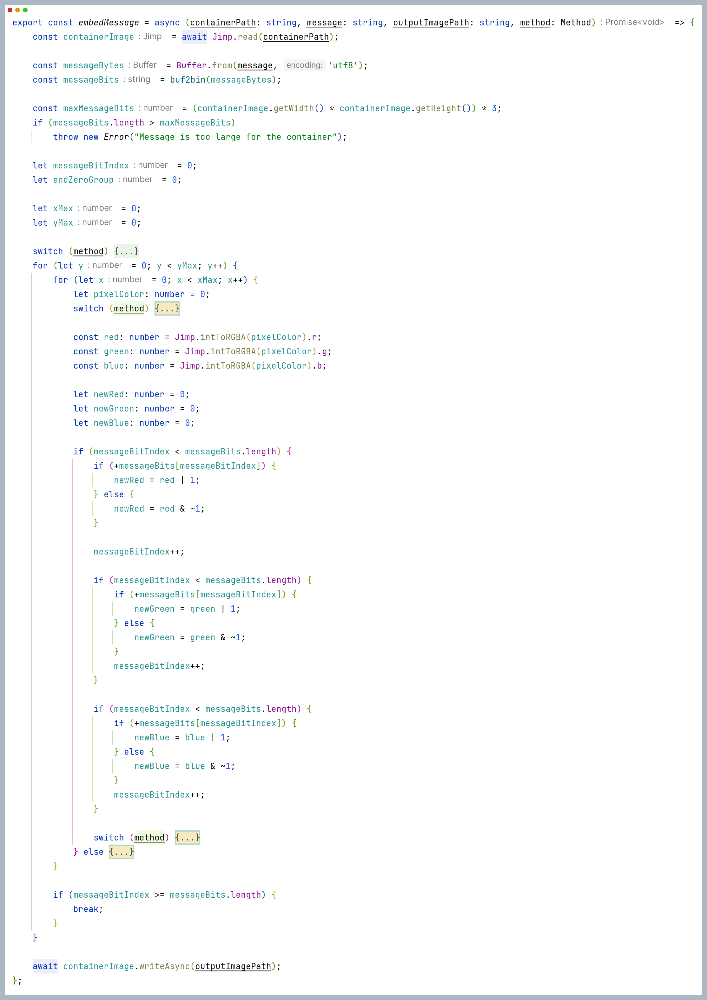 export const embedMessage = async (containerPath: string, message: string, outputImagePath: string, method: Method) : Promise<void> => {
    const containerImage : Jimp = await Jimp.read(containerPath);

    const messageBytes : Buffer = Buffer.from(message, encoding: 'utf8');
    const messageBits : string = buf2bin(messageBytes);

    const maxMessageBits : number = (containerImage.getWidth() * containerImage.getHeight()) * 3;
    if (messageBits.length > maxMessageBits)
        throw new Error("Message is too large for the container");

    let messageBitIndex : number = 0;
    let endZeroGroup : number = 0;

    let xMax : number = 0;
    let yMax : number = 0;

    switch (method) {...}
    for (let y : number = 0; y < yMax; y++) {
        for (let x : number = 0; x < xMax; x++) {
            let pixelColor: number = 0;
            switch (method) {...}

            const red: number = Jimp.intToRGBA(pixelColor).r;
            const green: number = Jimp.intToRGBA(pixelColor).g;
            const blue: number = Jimp.intToRGBA(pixelColor).b;

            let newRed: number = 0;
            let newGreen: number = 0;
            let newBlue: number = 0;

            if (messageBitIndex < messageBits.length) {
                if (+messageBits[messageBitIndex]) {
                    newRed = red | 1;
                } else {
                    newRed = red & ~1;
                }

                messageBitIndex++;

                if (messageBitIndex < messageBits.length) {
                    if (+messageBits[messageBitIndex]) {
                        newGreen = green | 1;
                    } else {
                        newGreen = green & ~1;
                    }
                    messageBitIndex++;
                }

                if (messageBitIndex < messageBits.length) {
                    if (+messageBits[messageBitIndex]) {
                        newBlue = blue | 1;
                    } else {
                        newBlue = blue & ~1;
                    }
                    messageBitIndex++;
                }

                switch (method) {...}
            } else {...}
        }

        if (messageBitIndex >= messageBits.length) {
            break;
        }
    }

    await containerImage.writeAsync(outputImagePath);
};